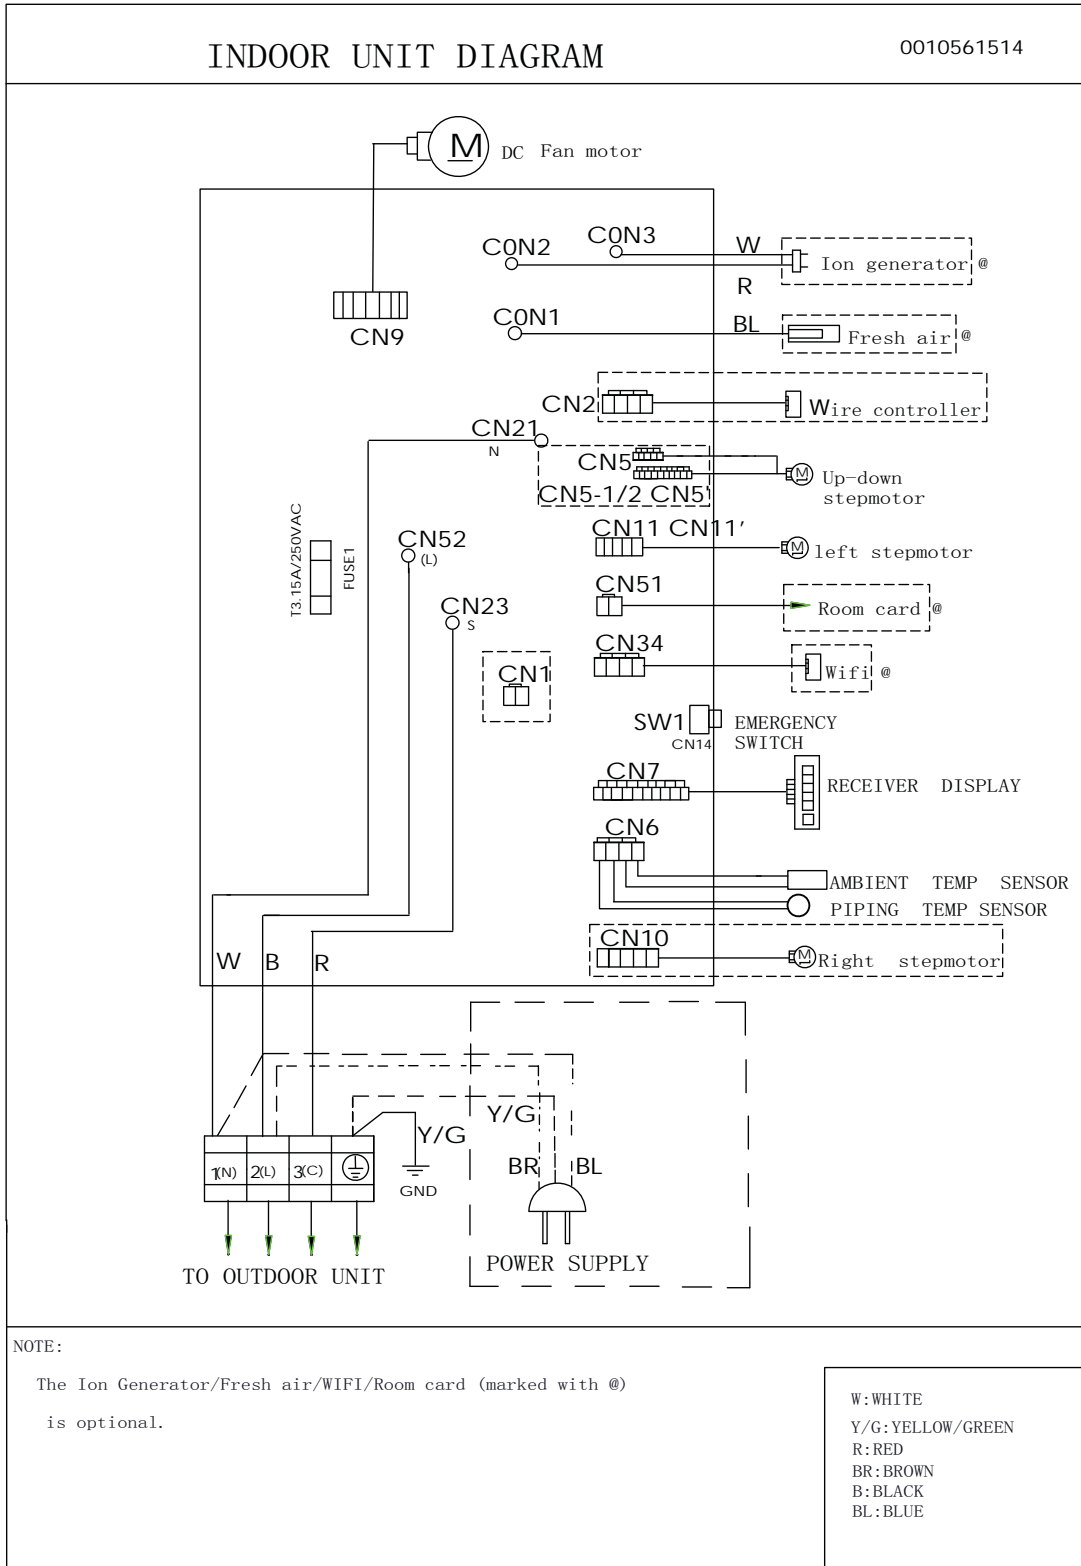 INDOOR UNIT DIAGRAM
0010561514
M
DC Fan motor
C0N2
C0N3
W
Ion generator @
R
CN9
C0N1
BL
Fresh air @
CN2
Wire controller
CN21
N
CN5
CN5-1/2 CN5'
M
Up-down
stepmotor
T3.15A/250VAC
FUSE1
CN52
(L)
CN11 CN11'
M
left stepmotor
CN51
Room card @
CN23
S
CN34
Wifi @
CN1
SW1
CN14
EMERGENCY
SWITCH
CN7
RECEIVER DISPLAY
CN6
AMBIENT TEMP SENSOR
PIPING TEMP SENSOR
CN10
M
Right stepmotor
W
B
R
Y/G
Y/G
BR
BL
1(N)
2(L)
3(C)
GND
TO OUTDOOR UNIT
POWER SUPPLY
NOTE:
The Ion Generator/Fresh air/WIFI/Room card (marked with @)
is optional.
W:WHITE
Y/G:YELLOW/GREEN
R:RED
BR:BROWN
B:BLACK
BL:BLUE